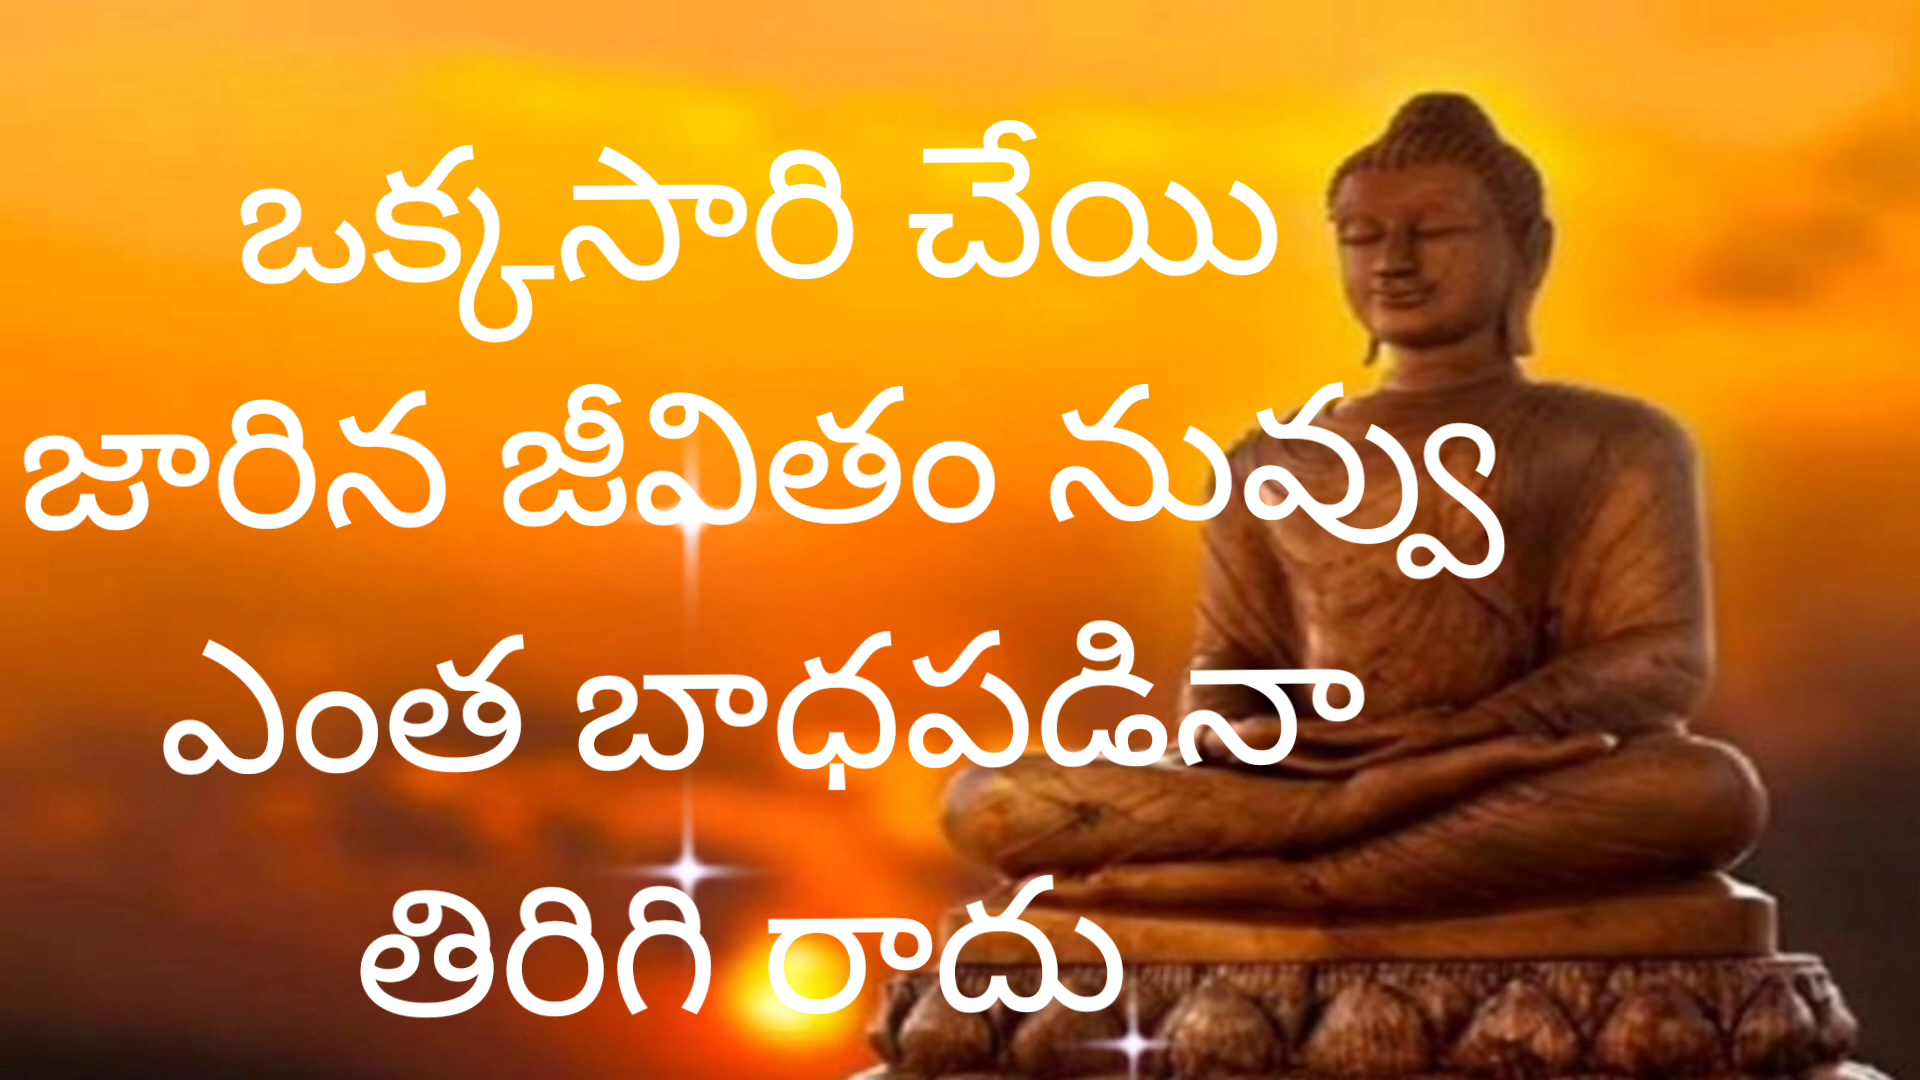 ఒక్కసారి చేయి
జారిన జీవితం నువ్వు
ఎంత బాధపడినా
తిరిగి రాదు